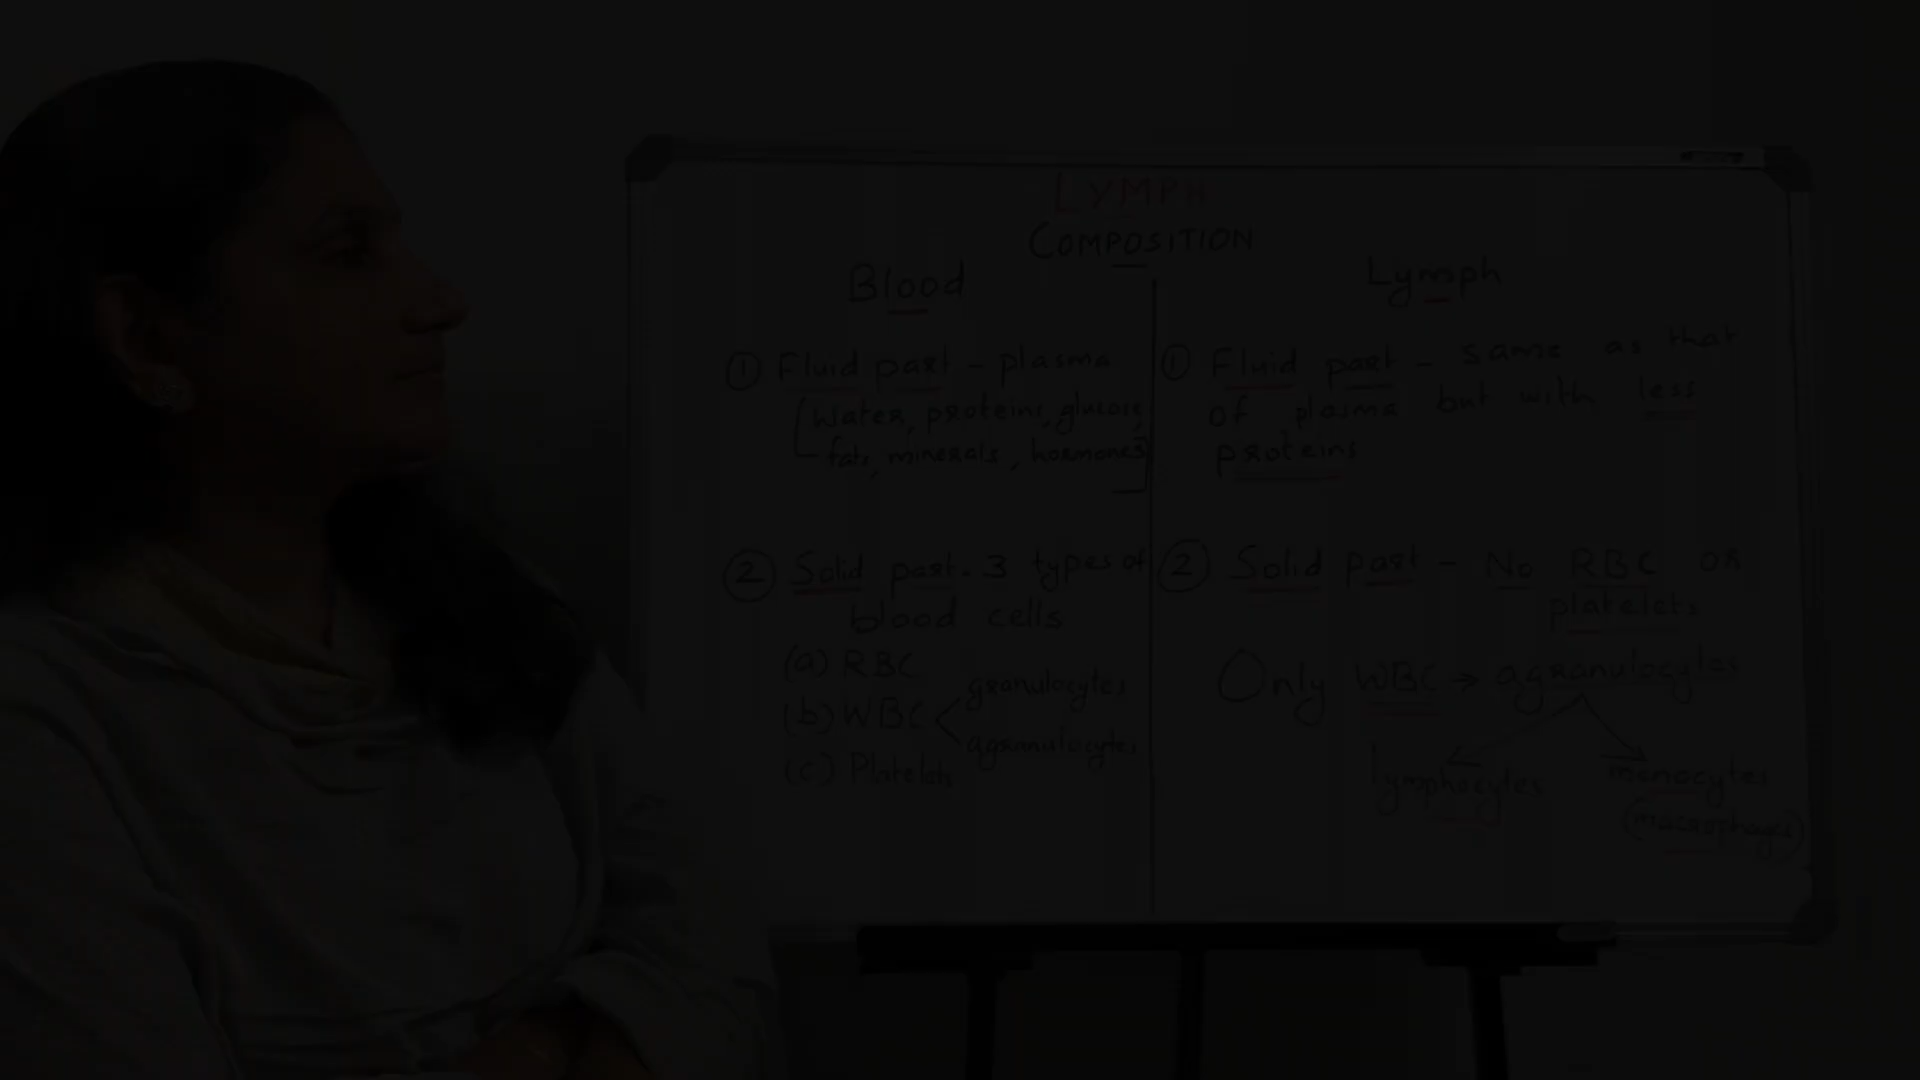 LYMPH
COMPOSITION
Blood
① Fluid part - plasma
[Water, proteins, glucose,
fats, minerals, hormones]
② Solid part - 3 types of
blood cells
(a) RBC
(b) WBC < granulocytes
agranulocytes
(c) Platelets
Lymph
① Fluid part - same as that
of plasma but with less
proteins
② Solid part - No RBC or
platelets
Only WBC → agranulocytes
lymphocytes
monocytes
(macrophages)